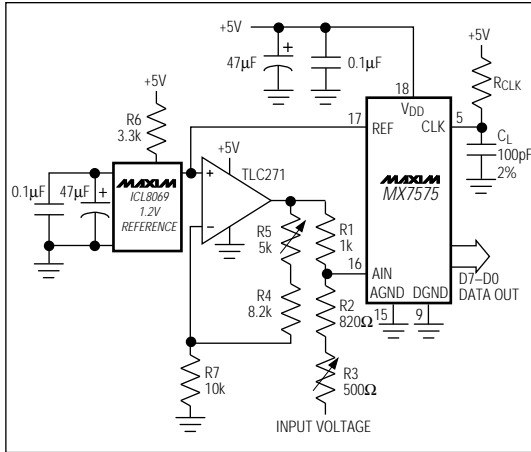 +5V
47μF
+
0.1μF
+5V
RCLK
18
VDD
+5V
R6
3.3k
17
REF
CLK
5
CL
100pF
2%
MAXIM
MX7575
+5V
TLC271
+
−
0.1μF
47μF
+
MAXIM
ICL8069
1.2V
REFERENCE
R5
5k
R1
1k
16
AIN
D7–D0
DATA OUT
AGND
DGND
15
9
R4
8.2k
R2
820Ω
R7
10k
R3
500Ω
INPUT VOLTAGE